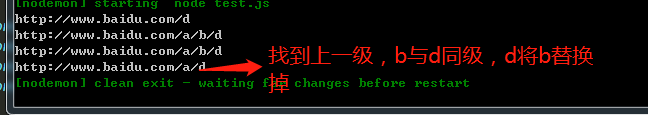 [nodemon] starting `node test.js`
http://www.baidu.com/d
http://www.baidu.com/a/b/d
http://www.baidu.com/a/b/d
http://www.baidu.com/a/d
找到上一级，b与d同级，d将b替换
掉
[nodemon] clean exit - waiting for changes before restart